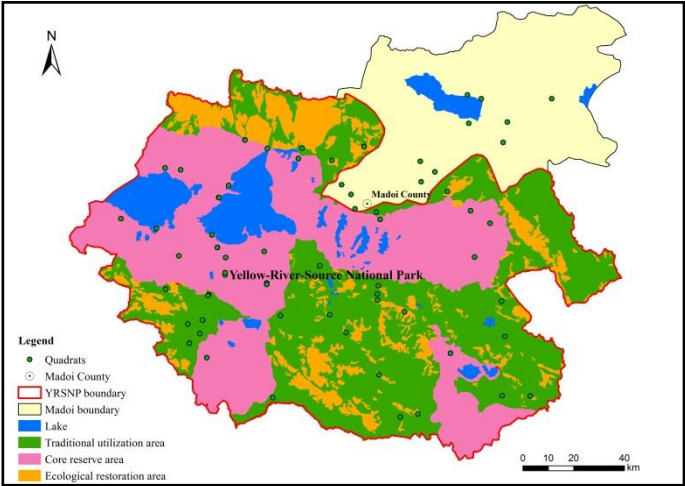 N
Madoi County
Yellow-River-Source National Park
Legend
Quadrats
Madoi County
YRSNP boundary
Madoi boundary
Lake
Traditional utilization area
Core reserve area
Ecological restoration area
0 10 20 40
km